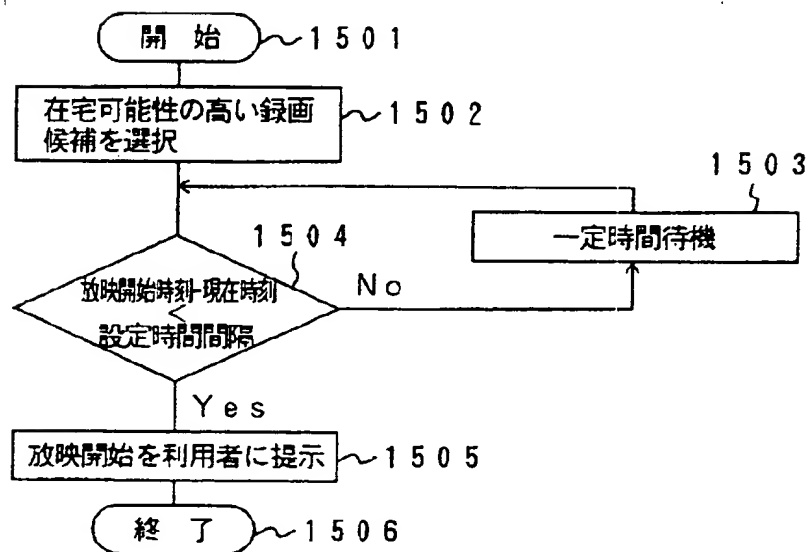 開 始 ～1501
在宅可能性の高い録画
候補を選択 ～1502
1503
一定時間待機
1504
放映開始時刻-現在時刻
<
設定時間間隔
No
Yes
放映開始を利用者に提示 ～1505
終 了 ～1506